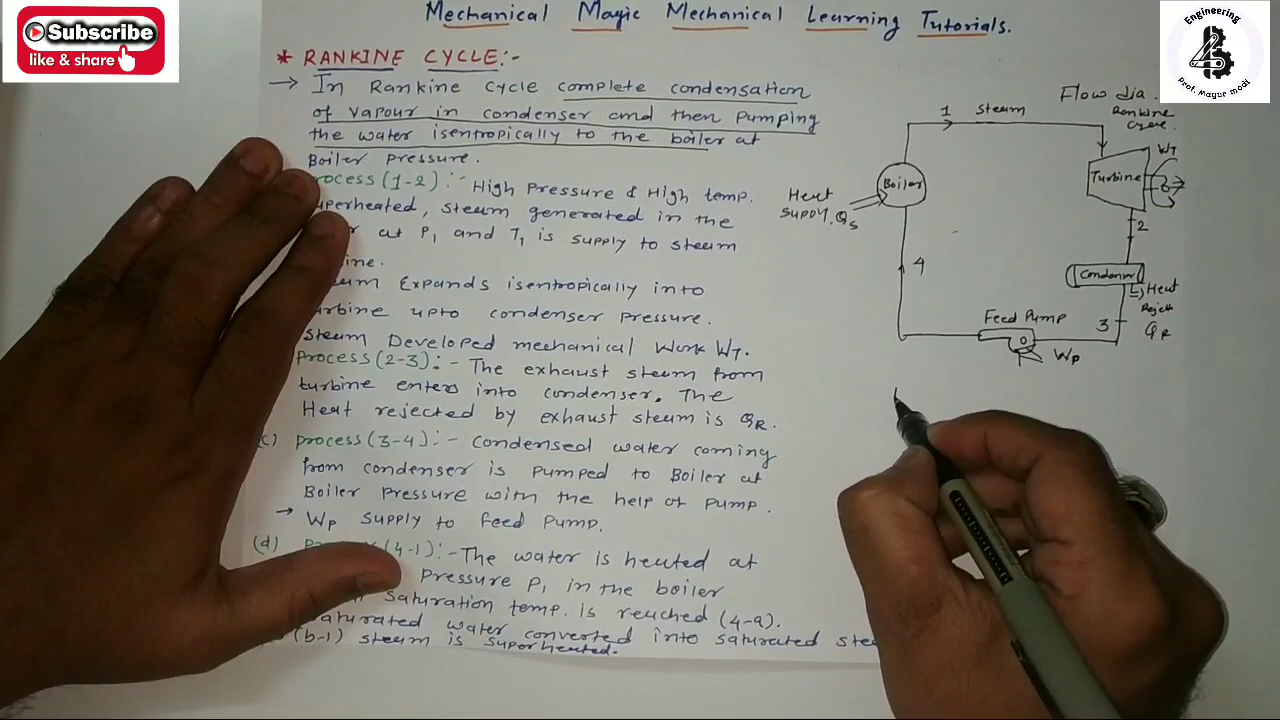 Subscribe
like & share
Mechanical Magic Mechanical Learning Tutorials.
Engineering
Prof. Mayur Modi
* RANKINE CYCLE:-
→ In Rankine cycle complete condensation
of vapour in condenser and then pumping
the water isentropically to the boiler at
Boiler pressure.
rocess (1-2) :- High Pressure & High temp.
uperheated, steam generated in the
at P1 and T1 is supply to steam
ine.
Expands isentropically into
urbine upto condenser pressure.
Steam Developed mechanical Work WT.
process (2-3):- The exhaust steam from
turbine enters into condenser. The
Heat rejected by exhaust steam is QR.
(c) process (3-4):- Condensed water coming
from condenser is pumped to Boiler at
Boiler pressure with the help of pump.
→ Wp supply to feed pump.
(d) (4-1):- The water is heated at
pressure P1 in the boiler
saturation temp. is reached (4-a).
saturated water converted into saturated ste
(b-1) steam is superheated.
Flow dia.
Rankine
cycle.
1 steam
WT
Boiler
Turbine
Heat
supply. Qs
2
Condenser
4
Heat
Reject
QR
Feed Pump
3
Wp